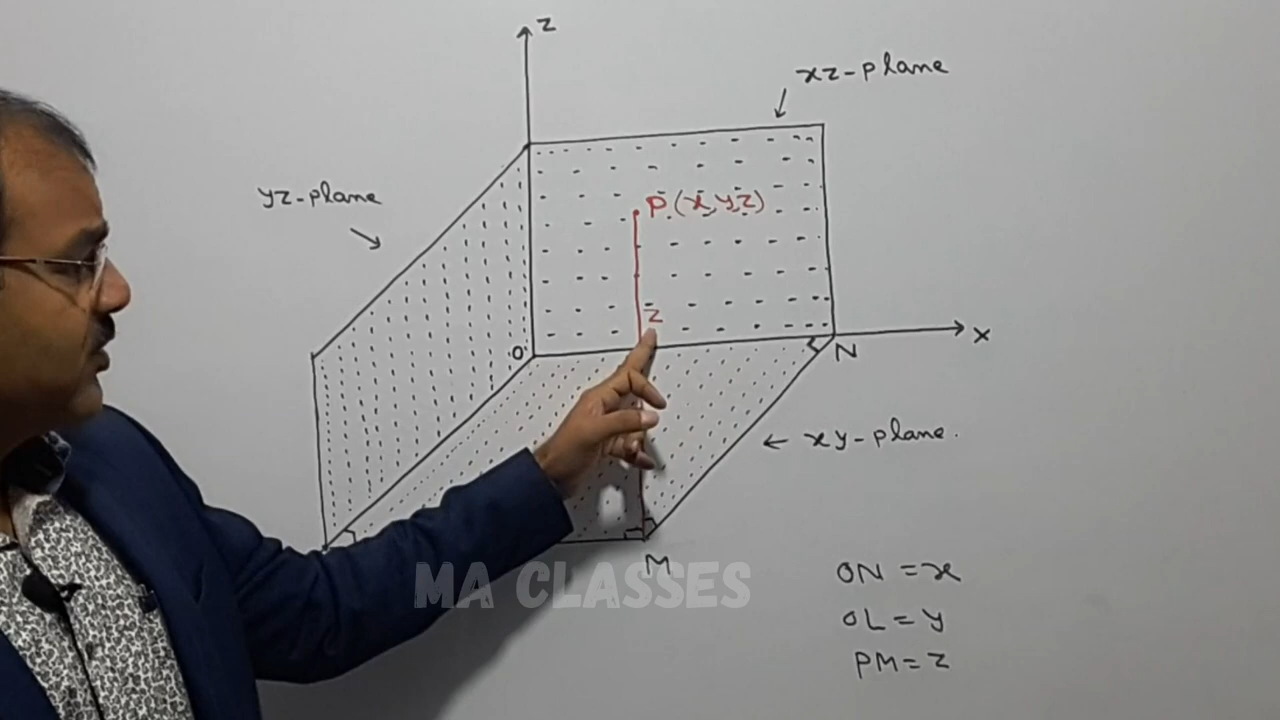 z
xz-plane
yz-plane
P(x,y,z)
z
O
N
x
xy-plane.
M
MA CLASSES
ON = x
OL = y
PM = z